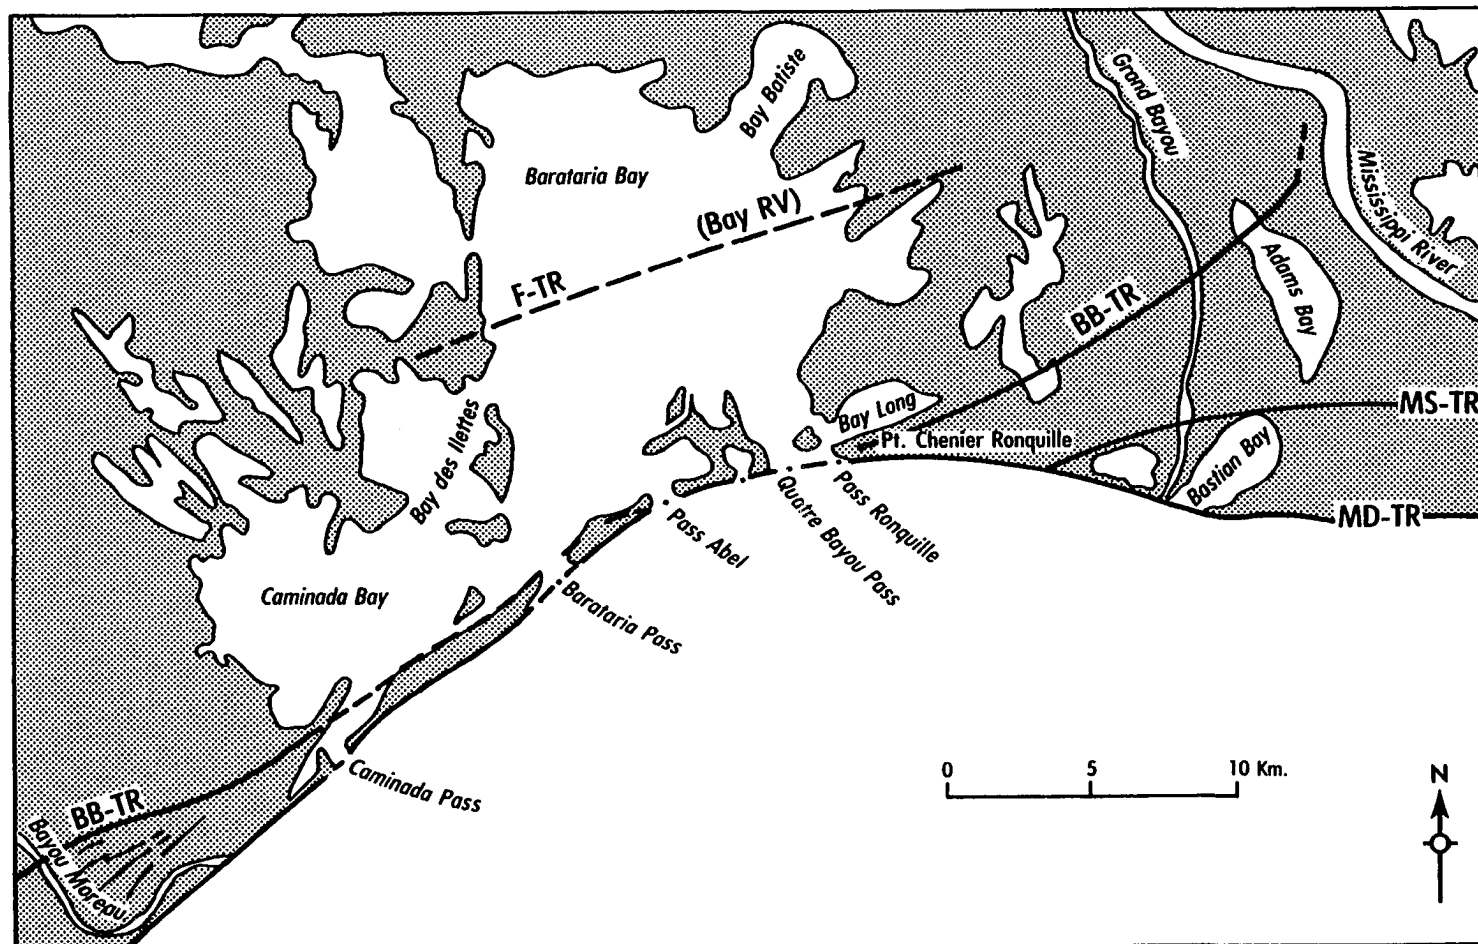 Grand Bayou
Bay Batiste
Mississippi River
Barataria Bay
(Bay RV)
F-TR
BB-TR
Adams Bay
MS-TR
Bay Long
Pt. Chenier Ronquille
Bay des Ilettes
Bastian Bay
MD-TR
Pass Ronquille
Quatre Bayou Pass
Pass Abel
Caminada Bay
Barataria Pass
Caminada Pass
0 5 10 Km.
N
BB-TR
Bayou Moreau